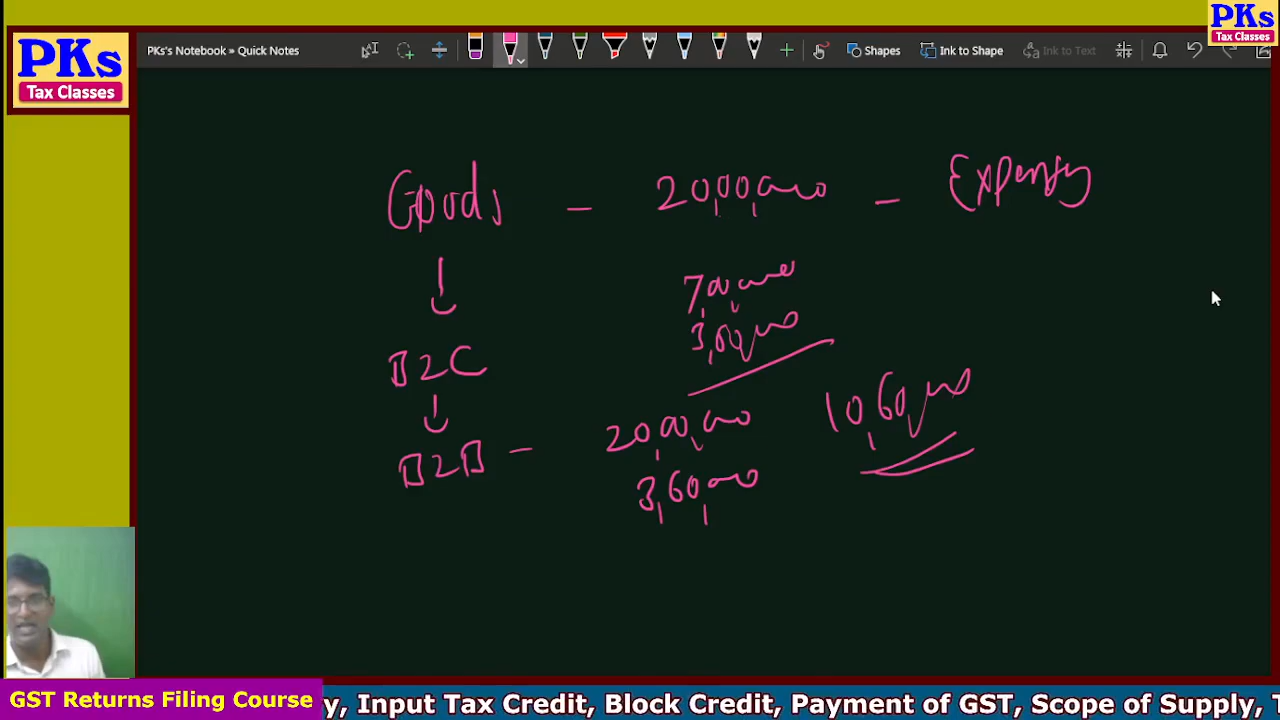 PKs
Tax Classes
PKs
Tax Classes
PKs's Notebook » Quick Notes
Shapes
Ink to Shape
Ink to Text
Goods - 20,00,000 - Expenses
7,00,000
3,60,000
B2C
10,60,000
B2B - 20,00,000
3,60,000
GST Returns Filing Course
y, Input Tax Credit, Block Credit, Payment of GST, Scope of Supply, T